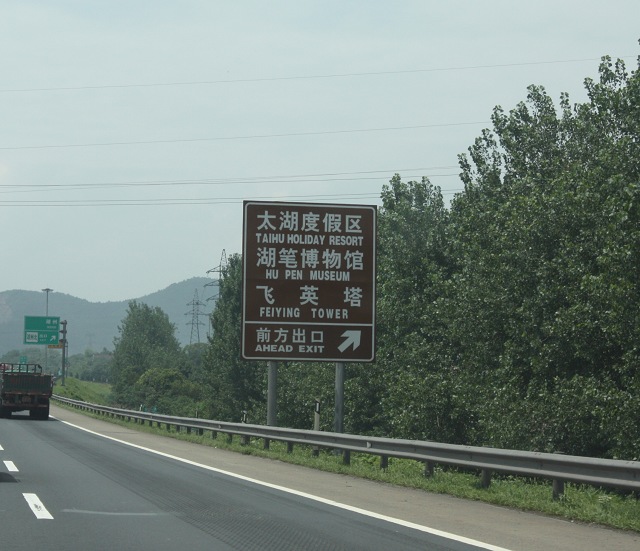 太湖度假区
TAIHU HOLIDAY RESORT
湖笔博物馆
HU PEN MUSEUM
飞英塔
FEIYING TOWER
前方出口
AHEAD EXIT